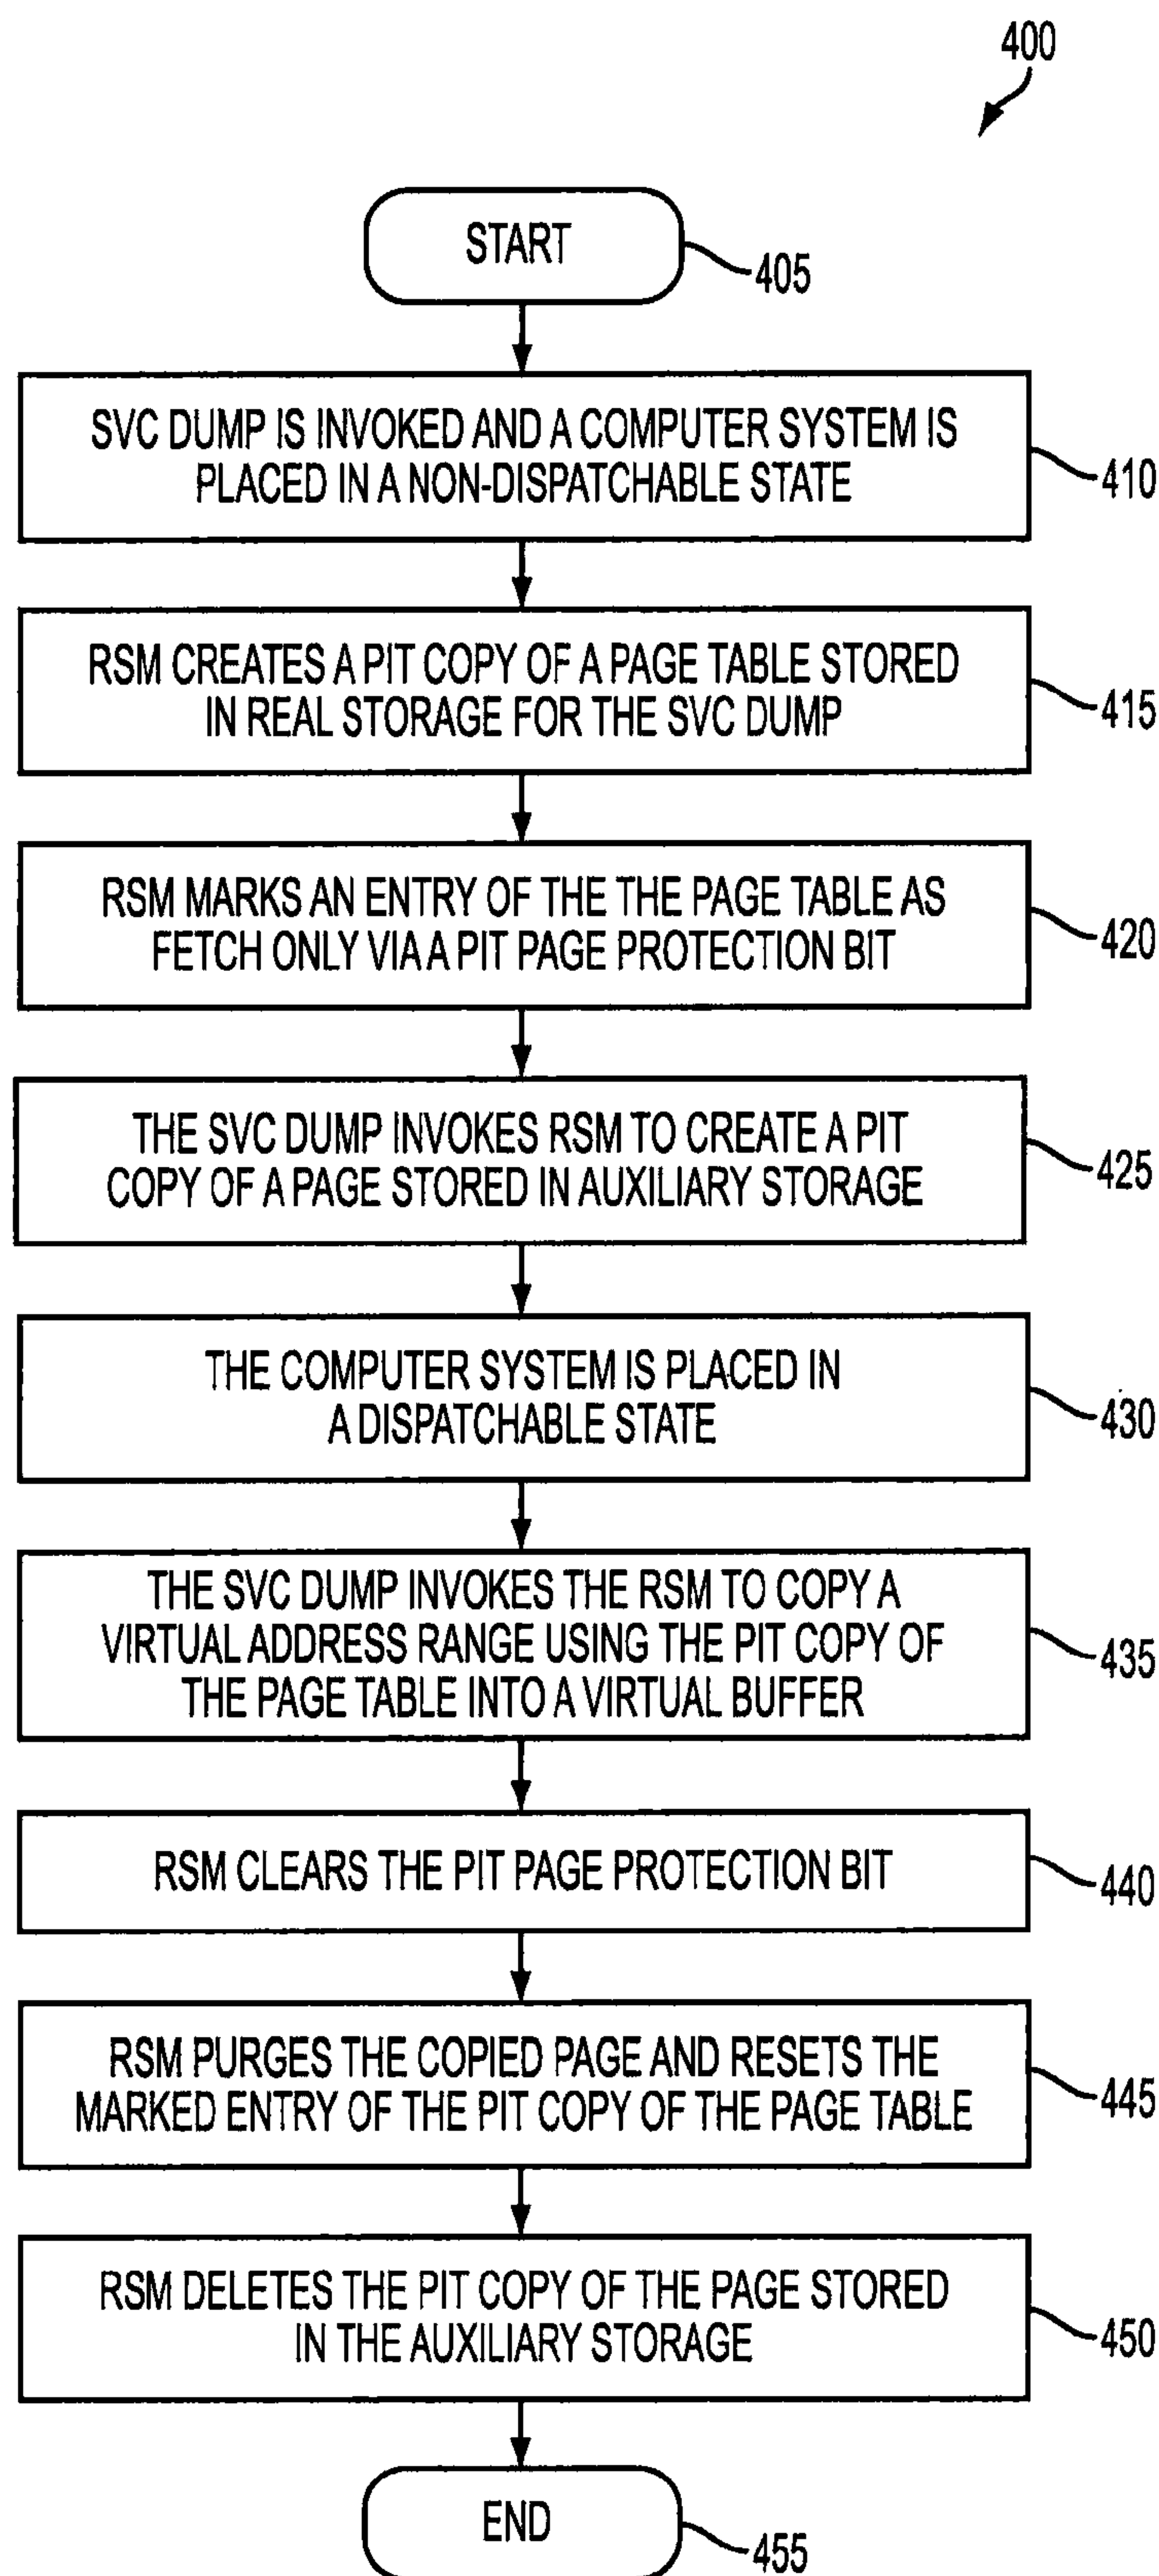 400
START
405
SVC DUMP IS INVOKED AND A COMPUTER SYSTEM IS
PLACED IN A NON-DISPATCHABLE STATE
410
RSM CREATES A PIT COPY OF A PAGE TABLE STORED
IN REAL STORAGE FOR THE SVC DUMP
415
RSM MARKS AN ENTRY OF THE THE PAGE TABLE AS
FETCH ONLY VIA A PIT PAGE PROTECTION BIT
420
THE SVC DUMP INVOKES RSM TO CREATE A PIT
COPY OF A PAGE STORED IN AUXILIARY STORAGE
425
THE COMPUTER SYSTEM IS PLACED IN
A DISPATCHABLE STATE
430
THE SVC DUMP INVOKES THE RSM TO COPY A
VIRTUAL ADDRESS RANGE USING THE PIT COPY OF
THE PAGE TABLE INTO A VIRTUAL BUFFER
435
RSM CLEARS THE PIT PAGE PROTECTION BIT
440
RSM PURGES THE COPIED PAGE AND RESETS THE
MARKED ENTRY OF THE PIT COPY OF THE PAGE TABLE
445
RSM DELETES THE PIT COPY OF THE PAGE STORED
IN THE AUXILIARY STORAGE
450
END
455